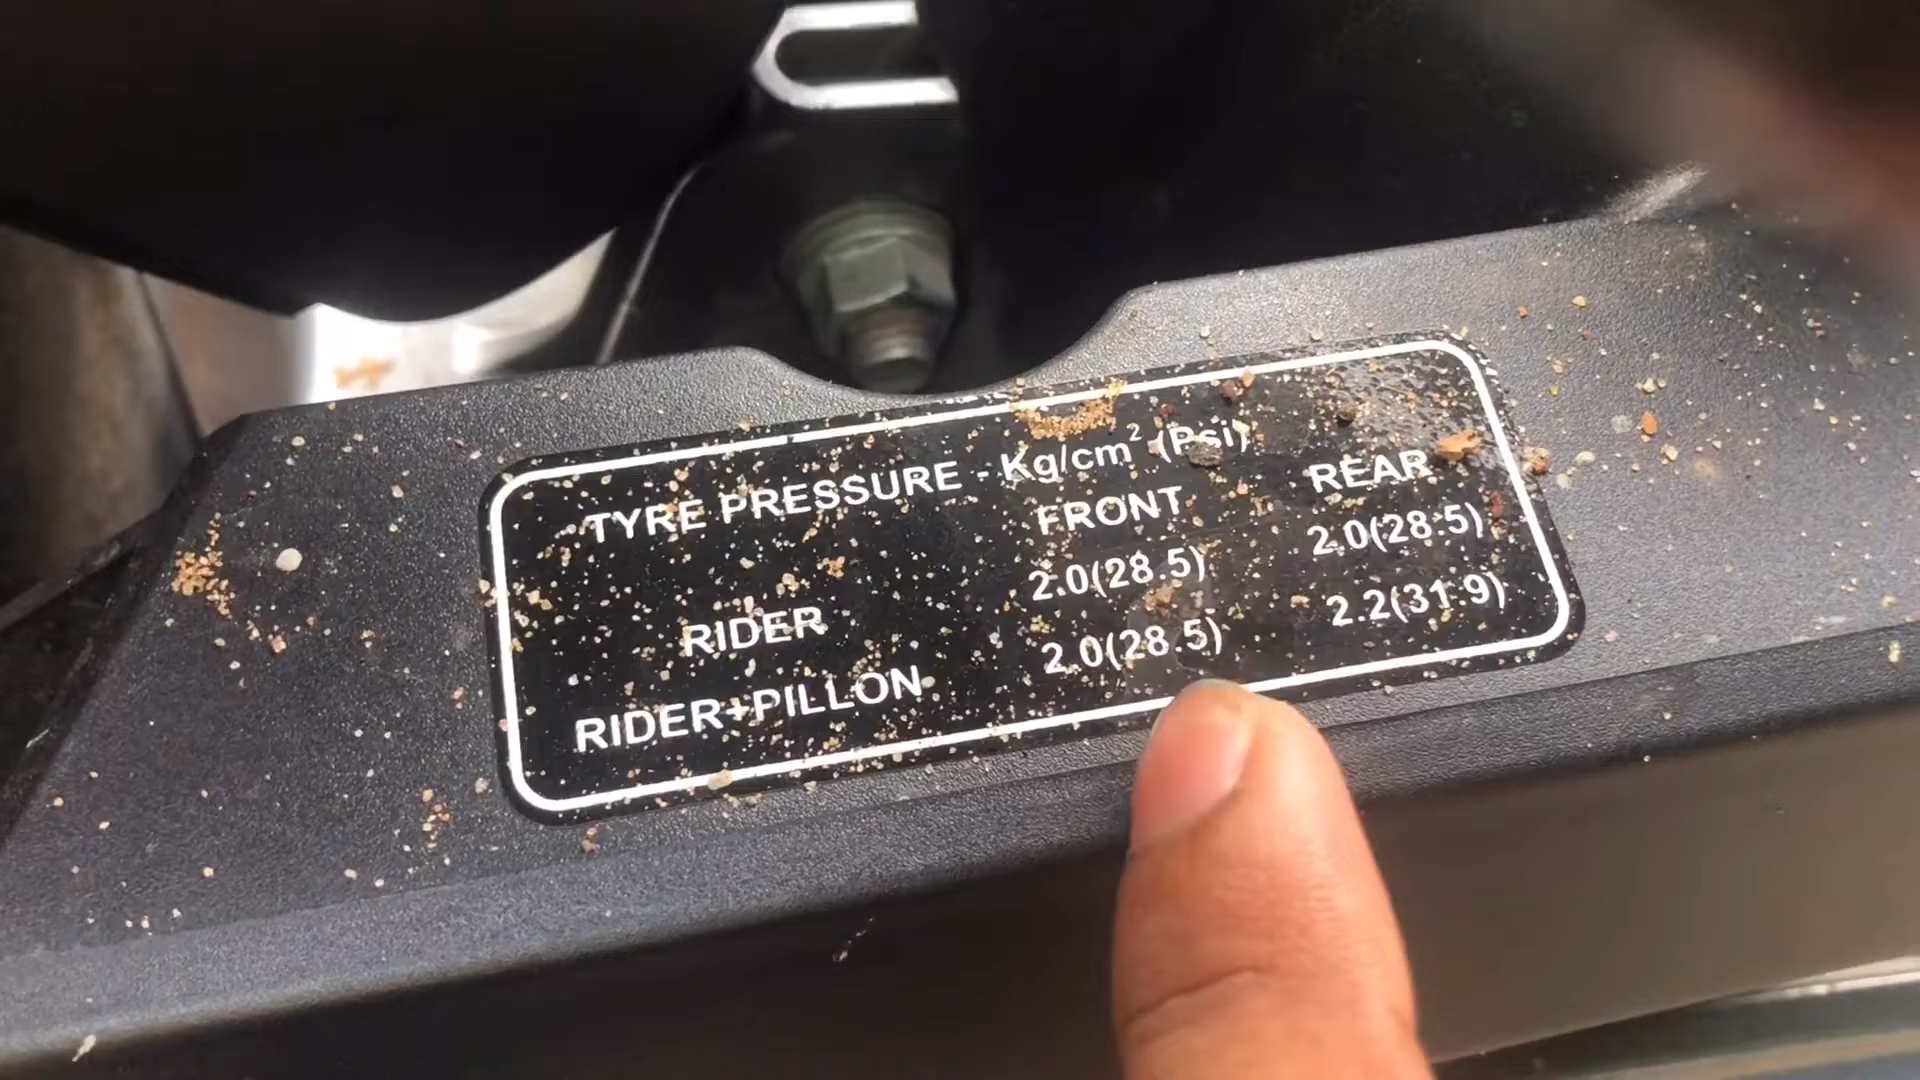 TYRE PRESSURE - Kg/cm² (Psi)
FRONT REAR
RIDER 2.0(28.5) 2.0(28.5)
RIDER+PILLON 2.0(28.5) 2.2(31.9)